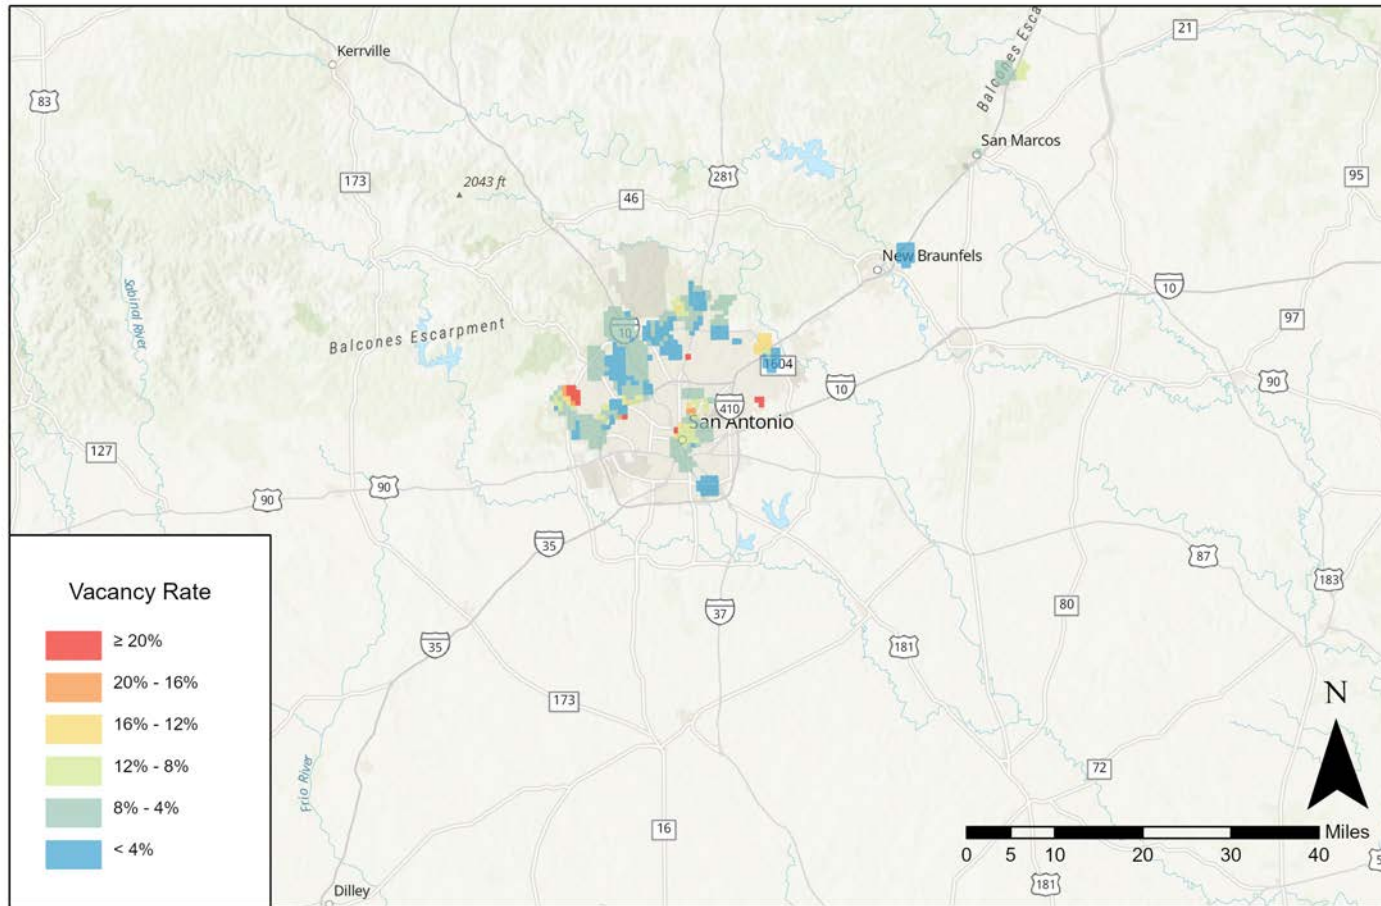 Balcones Esca
21
Kerrville
83
San Marcos
173
2043 ft
281
95
46
New Braunfels
10
Sabinal River
97
Balcones Escarpment
10
1604
90
10
410
San Antonio
127
90
90
35
87
183
37
80
35
181
173
72
16
Frio River
Dilley
181
5
Vacancy Rate
≥ 20%
20% - 16%
16% - 12%
12% - 8%
8% - 4%
< 4%
N
Miles
0 5 10 20 30 40